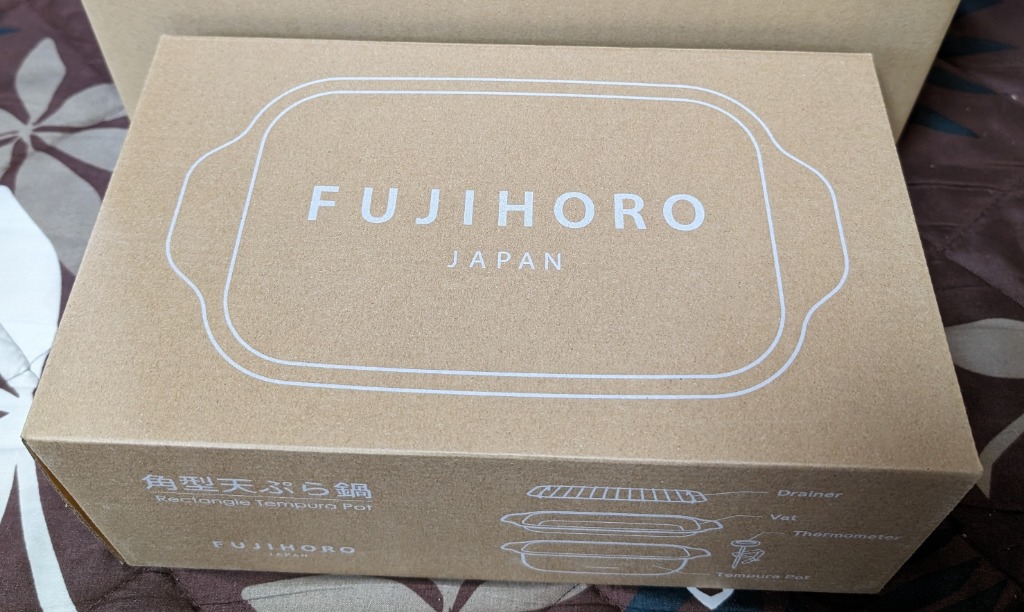 FUJIHORO
JAPAN
角型天ぷら鍋
Rectangle Tempura Pot
FUJIHORO
JAPAN
Drainer
Vat
Thermometer
Tempura Pot